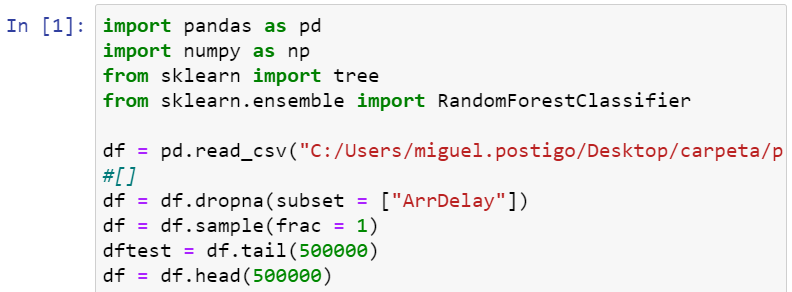 In [1]: import pandas as pd
import numpy as np
from sklearn import tree
from sklearn.ensemble import RandomForestClassifier
df = pd.read_csv("C:/Users/miguel.postigo/Desktop/carpeta/p
#[]
df = df.dropna(subset = ["ArrDelay"])
df = df.sample(frac = 1)
dftest = df.tail(500000)
df = df.head(500000)